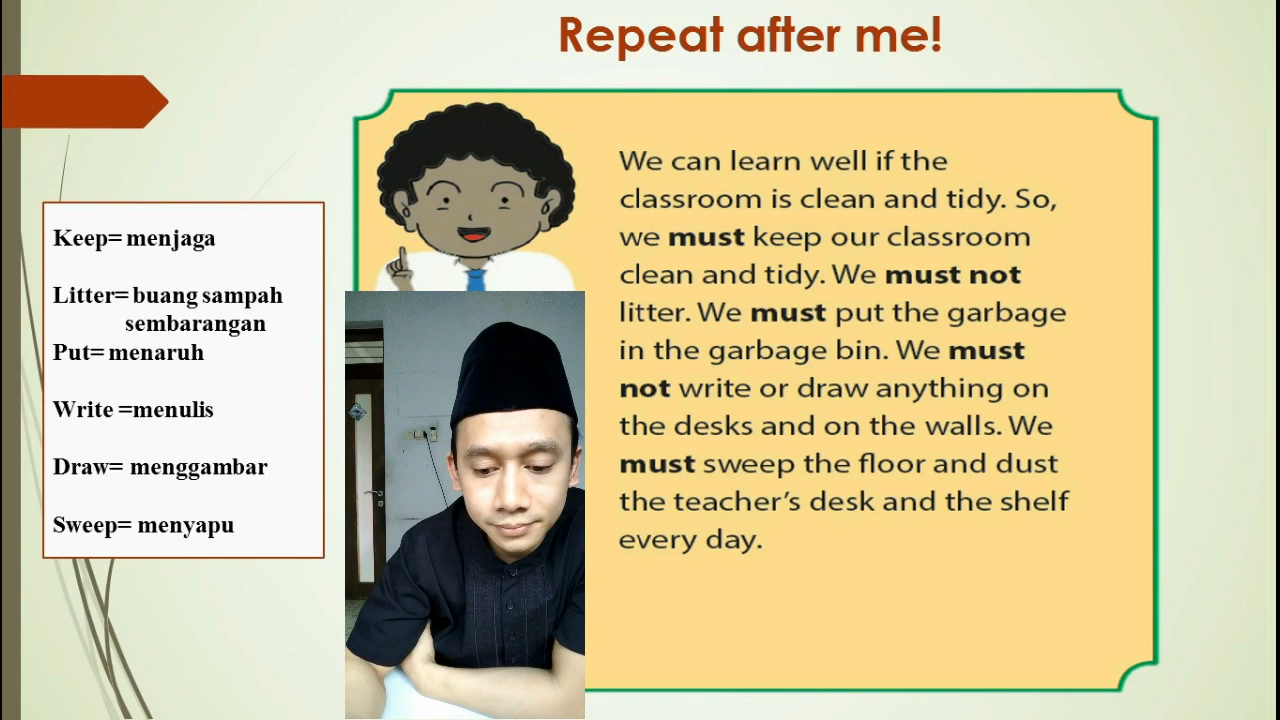 Repeat after me!
Keep= menjaga
Litter= buang sampah
sembarangan
Put= menaruh
Write =menulis
Draw= menggambar
Sweep= menyapu
We can learn well if the
classroom is clean and tidy. So,
we must keep our classroom
clean and tidy. We must not
litter. We must put the garbage
in the garbage bin. We must
not write or draw anything on
the desks and on the walls. We
must sweep the floor and dust
the teacher's desk and the shelf
every day.